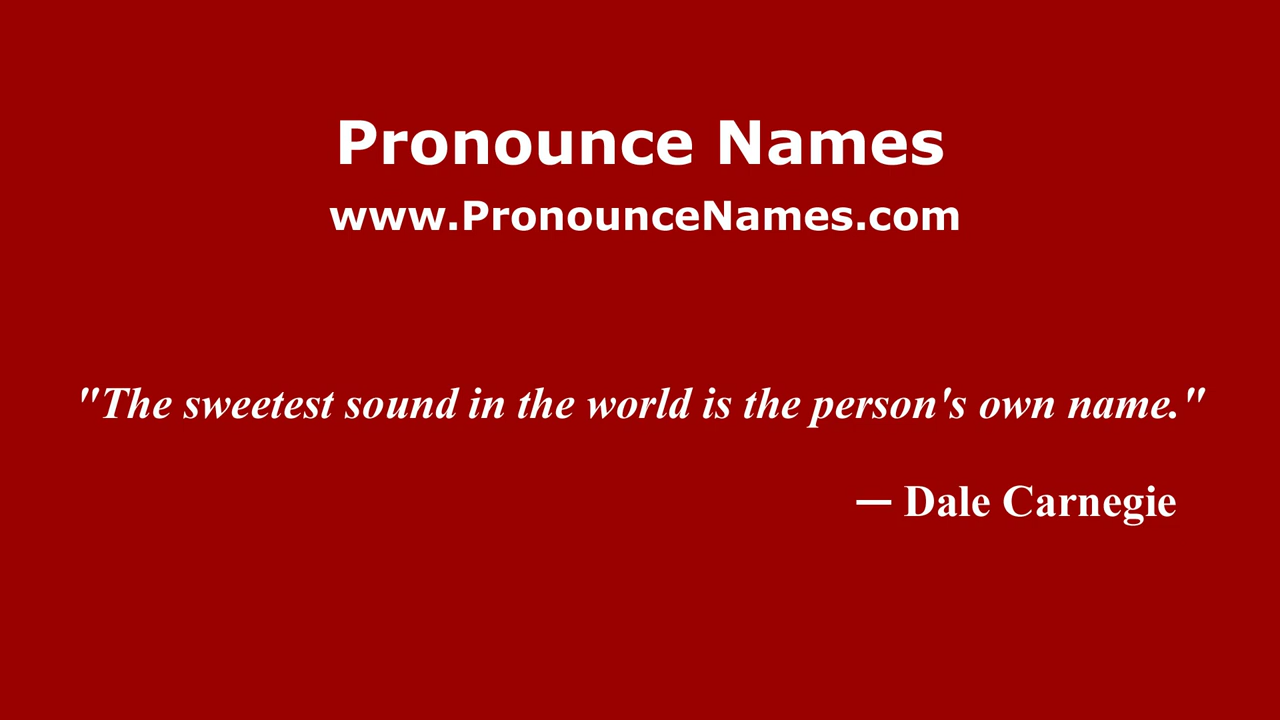 Pronounce Names
www.PronounceNames.com
"The sweetest sound in the world is the person's own name."
— Dale Carnegie